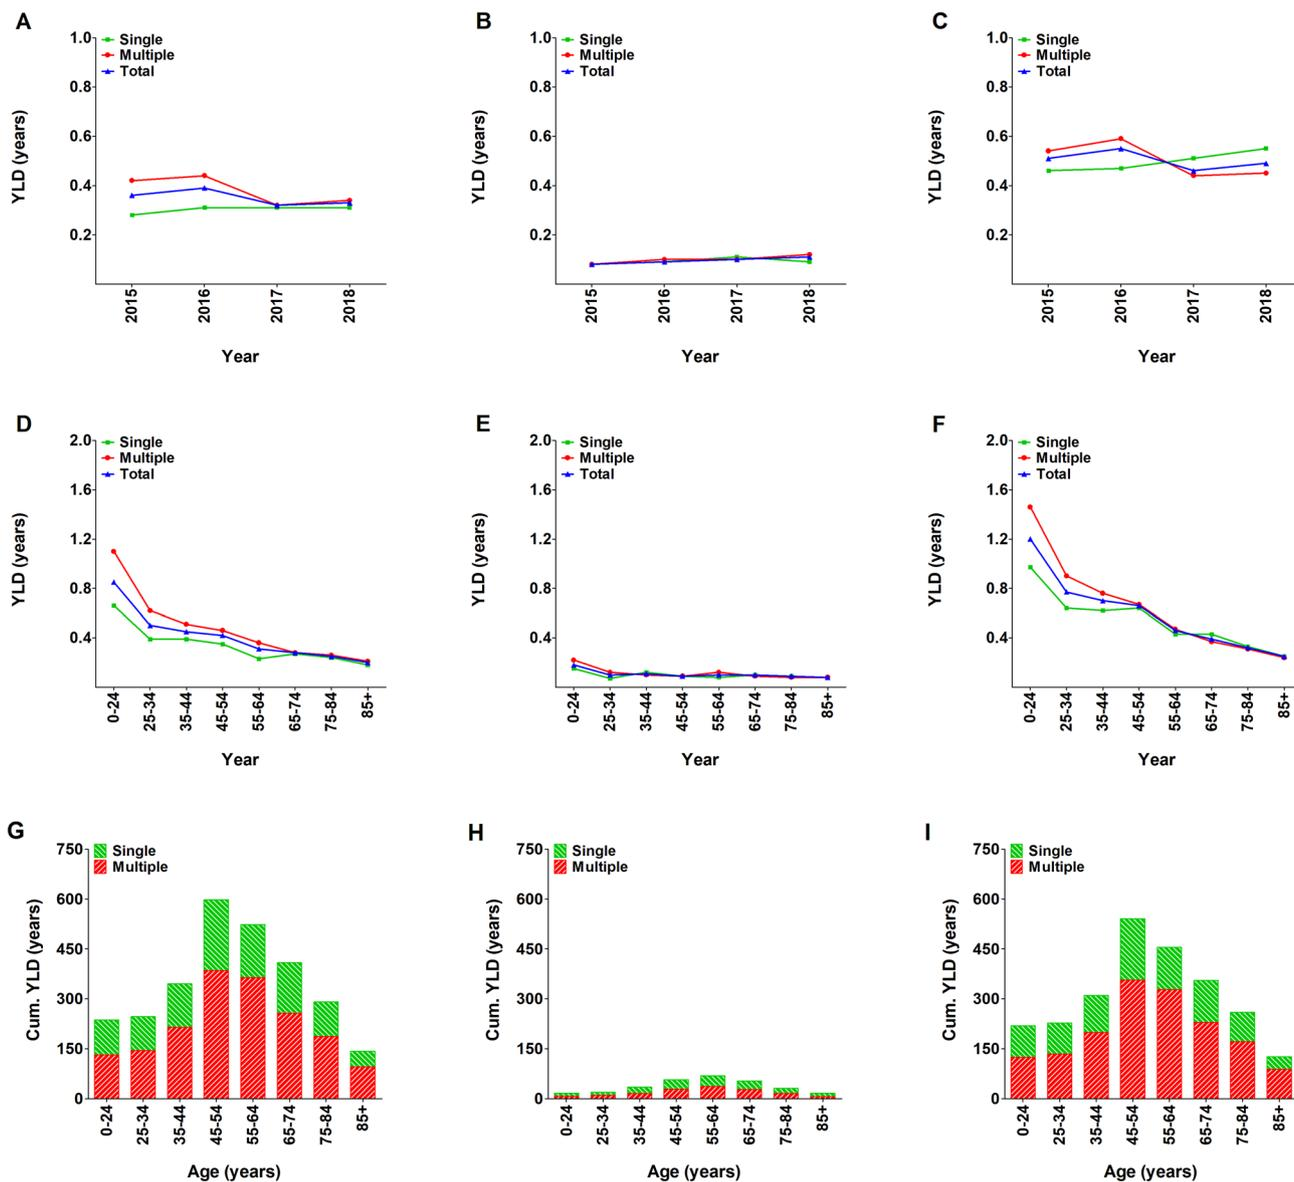 A
1.0
0.8
0.6
0.4
0.2
YLD (years)
Single
Multiple
Total
2015
2016
2017
2018
Year
B
1.0
0.8
0.6
0.4
0.2
YLD (years)
Single
Multiple
Total
2015
2016
2017
2018
Year
C
1.0
0.8
0.6
0.4
0.2
YLD (years)
Single
Multiple
Total
2015
2016
2017
2018
Year
D
2.0
1.6
1.2
0.8
0.4
YLD (years)
Single
Multiple
Total
0-24
25-34
35-44
45-54
55-64
65-74
75-84
85+
Year
E
2.0
1.6
1.2
0.8
0.4
YLD (years)
Single
Multiple
Total
0-24
25-34
35-44
45-54
55-64
65-74
75-84
85+
Year
F
2.0
1.6
1.2
0.8
0.4
YLD (years)
Single
Multiple
Total
0-24
25-34
35-44
45-54
55-64
65-74
75-84
85+
Year
G
750
600
450
300
150
0
Cum. YLD (years)
Single
Multiple
0-24
25-34
35-44
45-54
55-64
65-74
75-84
85+
Age (years)
H
750
600
450
300
150
0
Cum. YLD (years)
Single
Multiple
0-24
25-34
35-44
45-54
55-64
65-74
75-84
85+
Age (years)
I
750
600
450
300
150
0
Cum. YLD (years)
Single
Multiple
0-24
25-34
35-44
45-54
55-64
65-74
75-84
85+
Age (years)